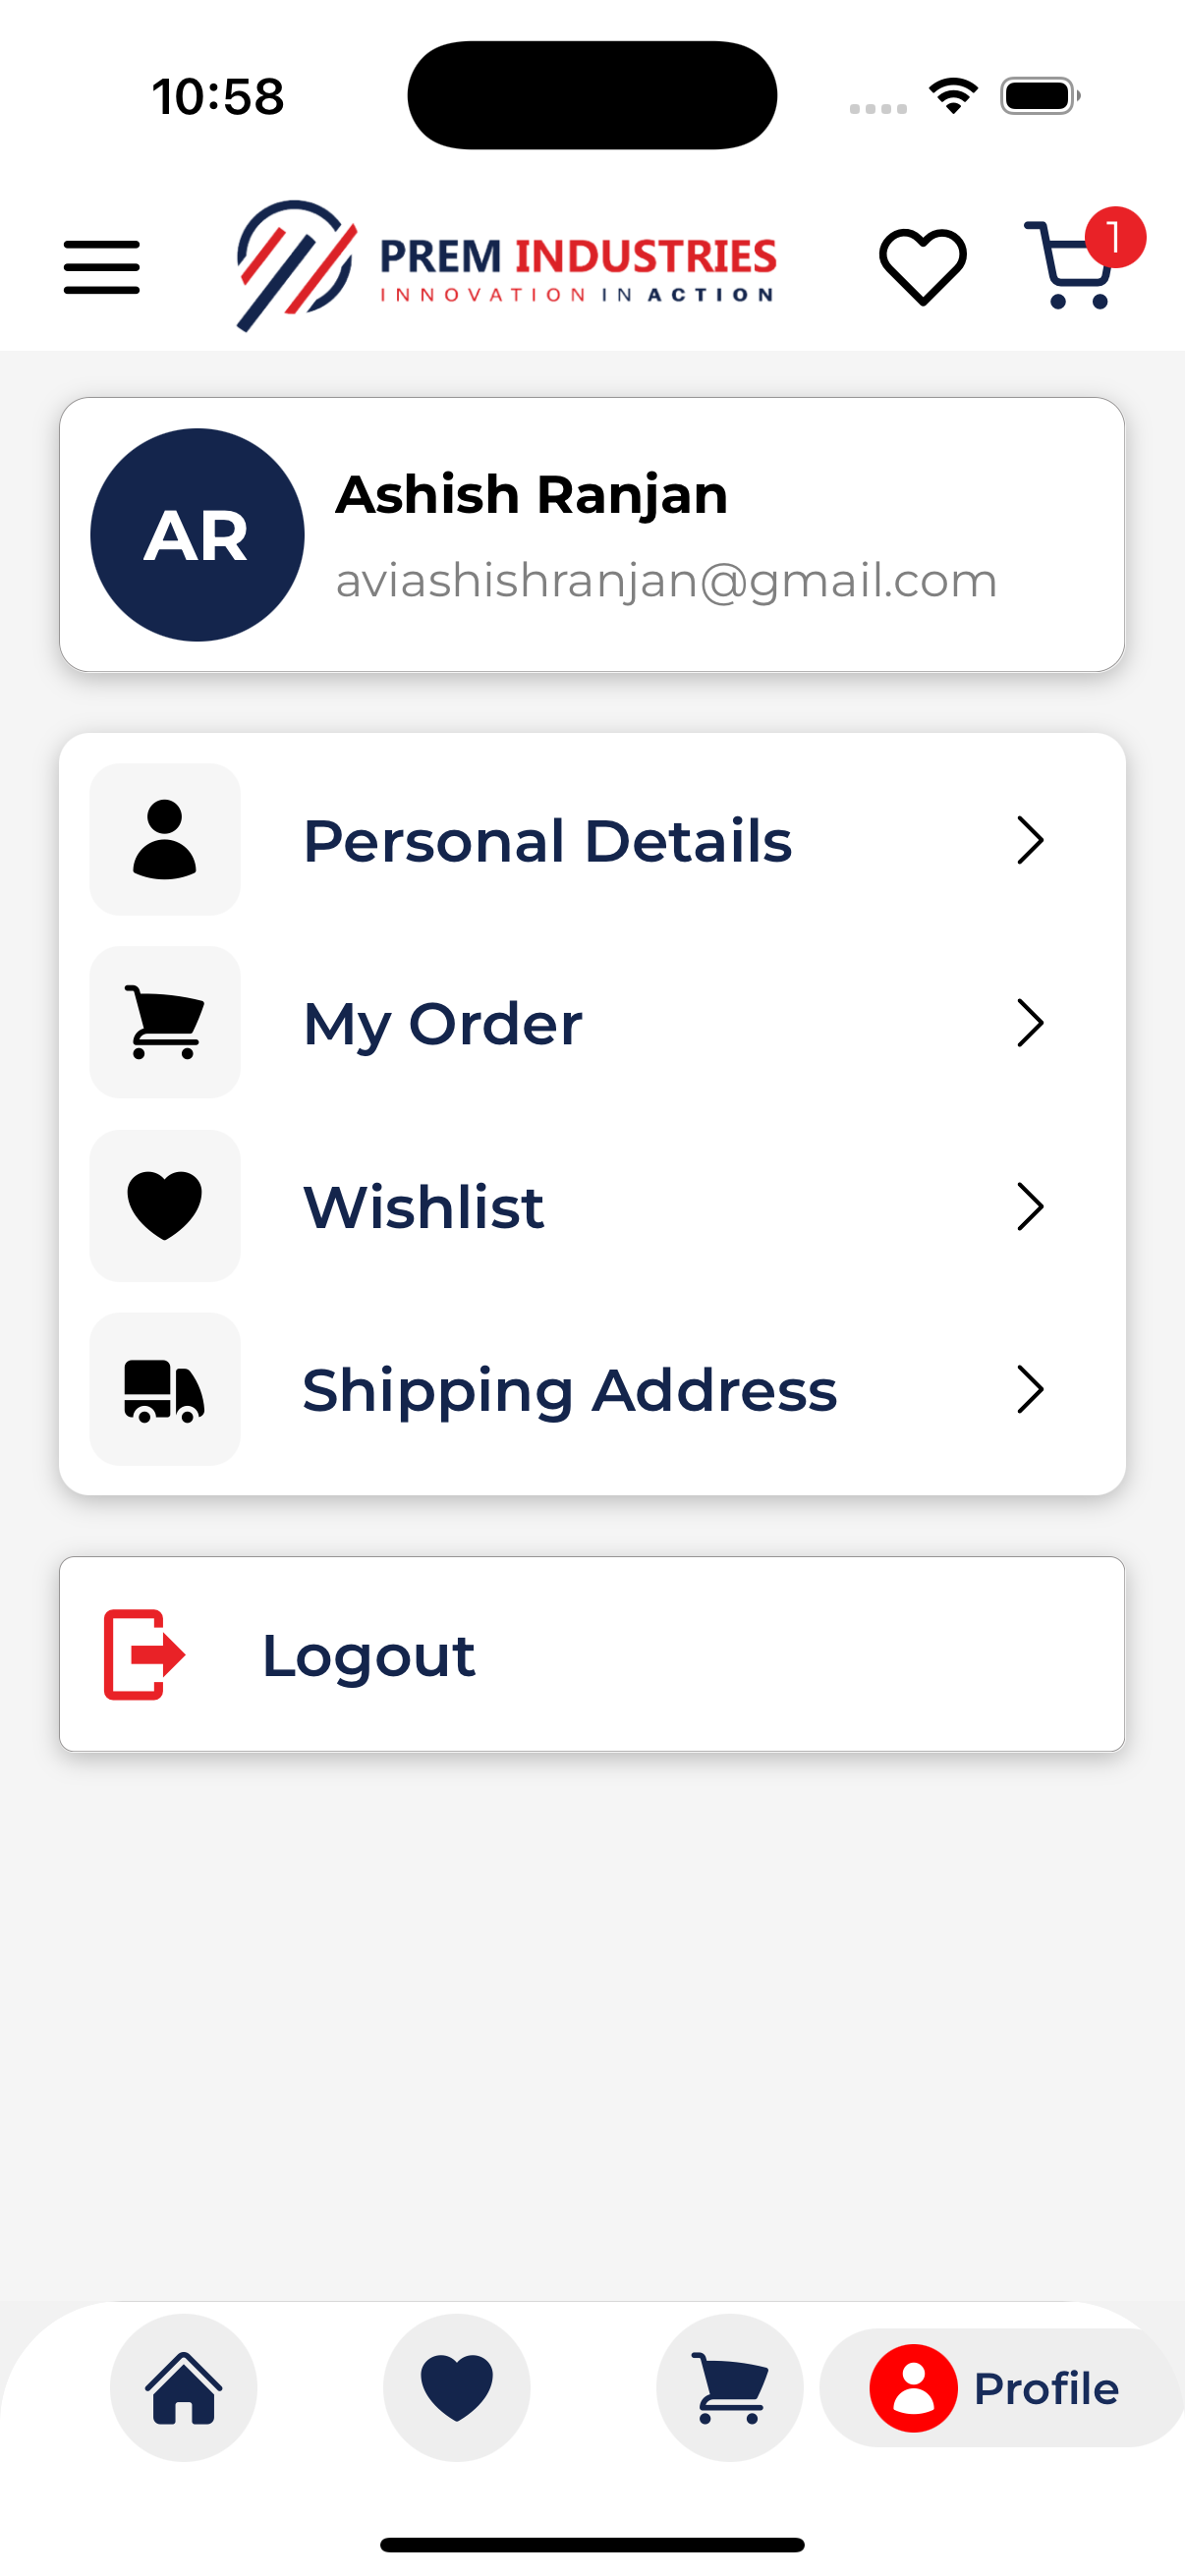 10:58
PREM INDUSTRIES
INNOVATION IN ACTION
1
AR
Ashish Ranjan
aviashishranjan@gmail.com
Personal Details
My Order
Wishlist
Shipping Address
Logout
Profile